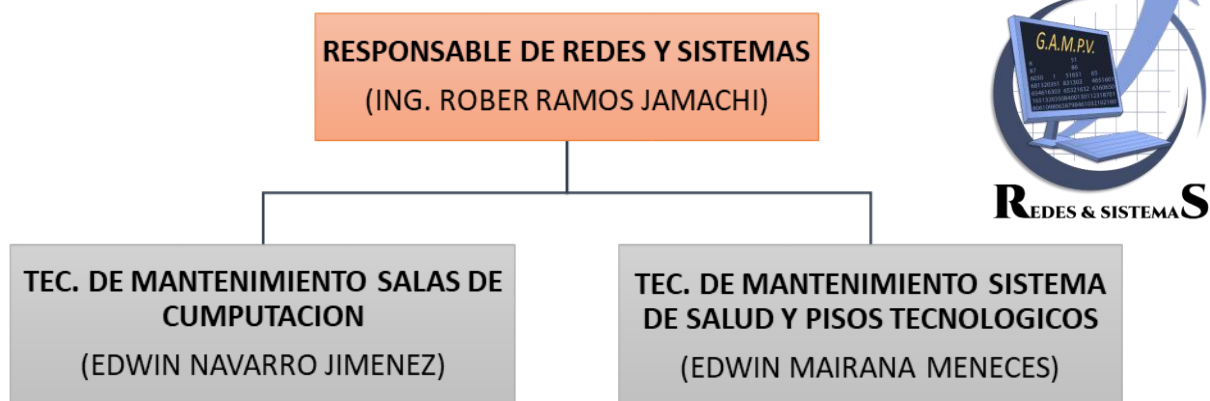 RESPONSABLE DE REDES Y SISTEMAS
(ING. ROBER RAMOS JAMACHI)
G.A.M.P.V.
REDES & SISTEMAS
TEC. DE MANTENIMIENTO SALAS DE
CUMPUTACION
(EDWIN NAVARRO JIMENEZ)
TEC. DE MANTENIMIENTO SISTEMA
DE SALUD Y PISOS TECNOLOGICOS
(EDWIN MAIRANA MENECES)